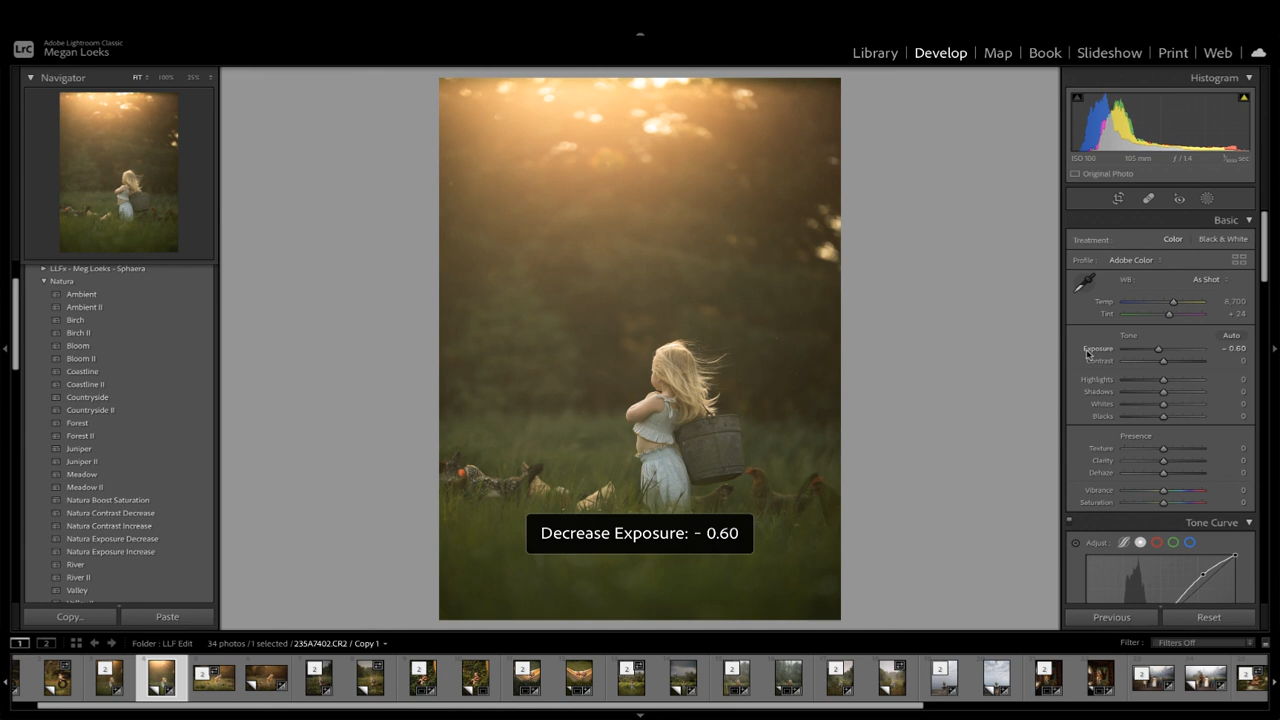 Adobe Lightroom Classic
LrC
Megan Loeks
Library | Develop | Map | Book | Slideshow | Print | Web
Navigator
FIT
100%
25%
LLFx - Meg Loeks - Sphaera
Natura
Ambient
Ambient II
Birch
Birch II
Bloom
Bloom II
Coastline
Coastline II
Countryside
Countryside II
Forest
Forest II
Juniper
Juniper II
Meadow
Meadow II
Natura Boost Saturation
Natura Contrast Decrease
Natura Contrast Increase
Natura Exposure Decrease
Natura Exposure Increase
River
River II
Valley
Copy...
Paste
Decrease Exposure: - 0.60
Histogram
ISO 100 105 mm f / 1.4 sec
Original Photo
Basic
Treatment: Color Black & White
Profile: Adobe Color
WB: As Shot
Temp 8,700
Tint + 24
Tone Auto
Exposure - 0.60
Contrast 0
Highlights 0
Shadows 0
Whites 0
Blacks 0
Presence
Texture 0
Clarity 0
Dehaze 0
Vibrance 0
Saturation 0
Tone Curve
Adjust:
Previous
Reset
1 2
Folder : LLF Edit
34 photos / 1 selected / 235A7402.CR2 / Copy 1
Filter : Filters Off